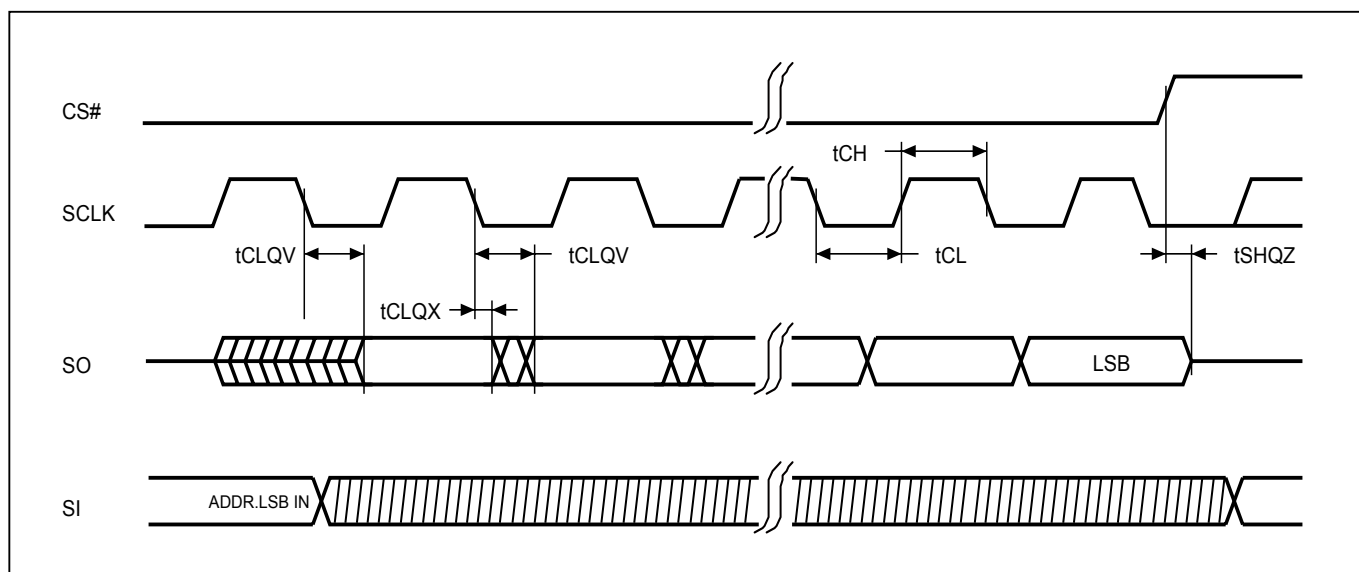 CS#
tCH
SCLK
tCLQV
tCLQV
tCL
tSHQZ
tCLQX
SO
LSB
SI
ADDR.LSB IN